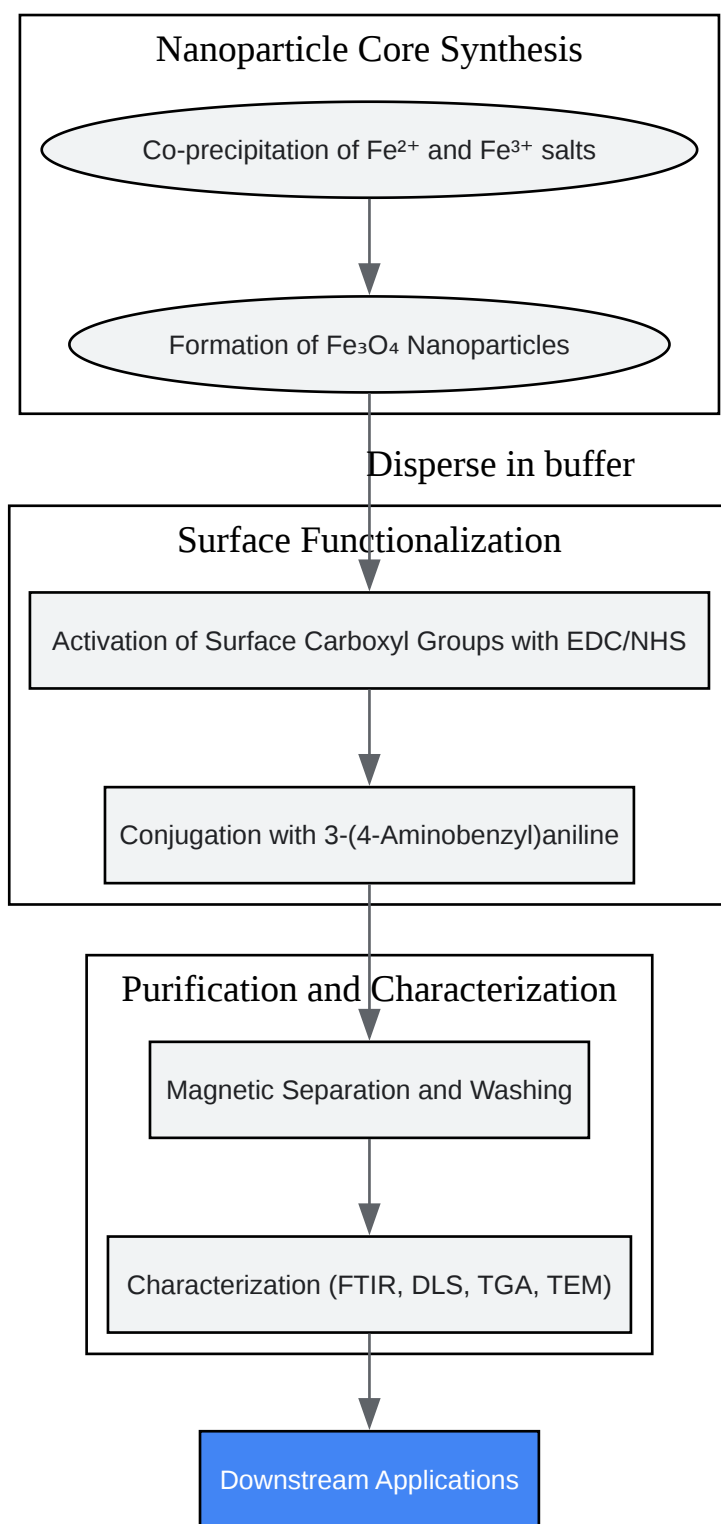 Nanoparticle Core Synthesis
Co-precipitation of Fe²⁺ and Fe³⁺ salts
Formation of Fe₃O₄ Nanoparticles
Disperse in buffer
Surface Functionalization
Activation of Surface Carboxyl Groups with EDC/NHS
Conjugation with 3-(4-Aminobenzyl)aniline
Purification and Characterization
Magnetic Separation and Washing
Characterization (FTIR, DLS, TGA, TEM)
Downstream Applications